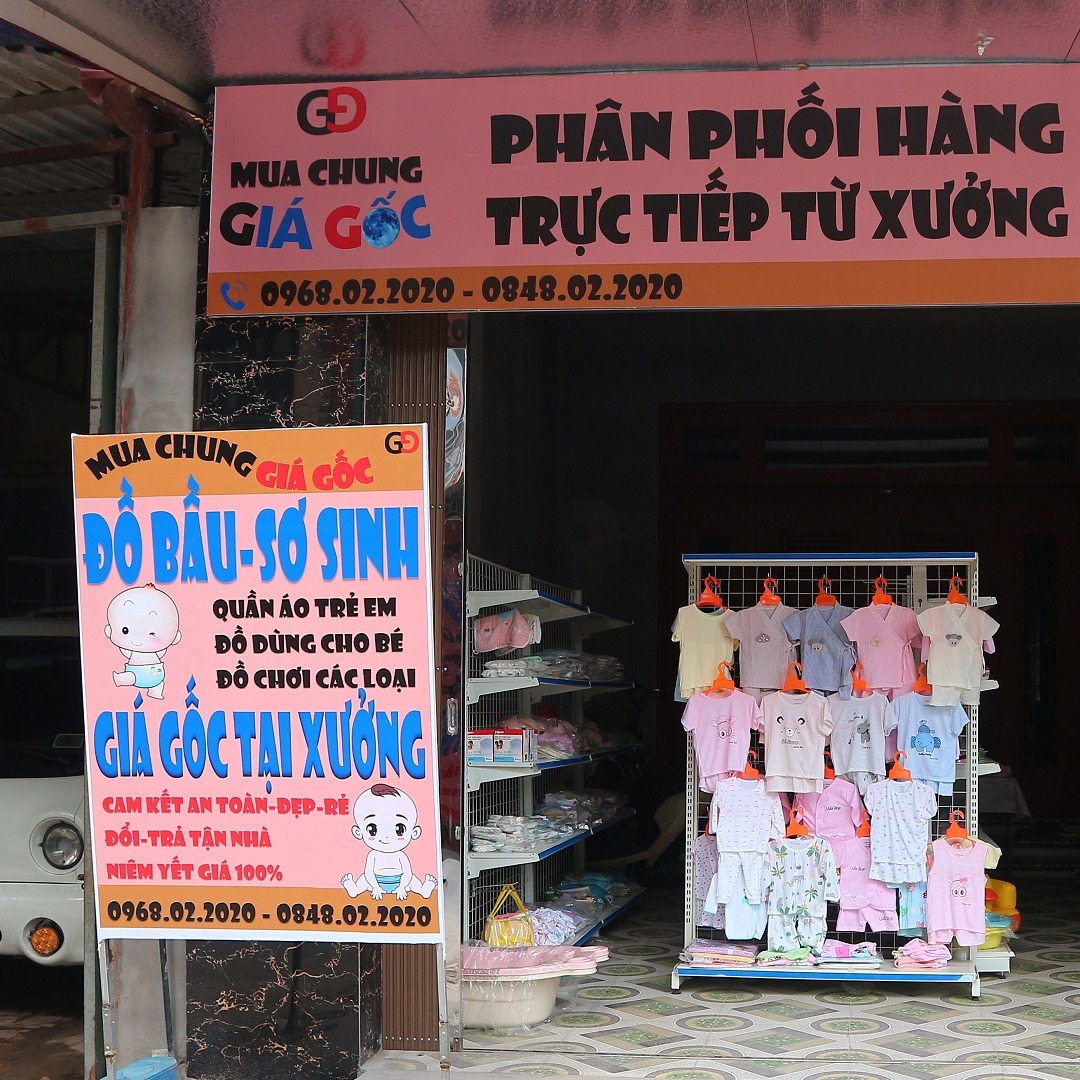 GG
MUA CHUNG
GIÁ GỐC
PHÂN PHỐI HÀNG
TRỰC TIẾP TỪ XƯỞNG
0968.02.2020 - 0848.02.2020
MUA CHUNG GIÁ GỐC
GG
ĐỒ BẦU-SƠ SINH
QUẦN ÁO TRẺ EM
ĐỒ DÙNG CHO BÉ
ĐỒ CHƠI CÁC LOẠI
GIÁ GỐC TẠI XƯỞNG
CAM KẾT AN TOÀN-ĐẸP-RẺ
ĐỔI-TRẢ TẬN NHÀ
NIÊM YẾT GIÁ 100%
0968.02.2020 - 0848.02.2020